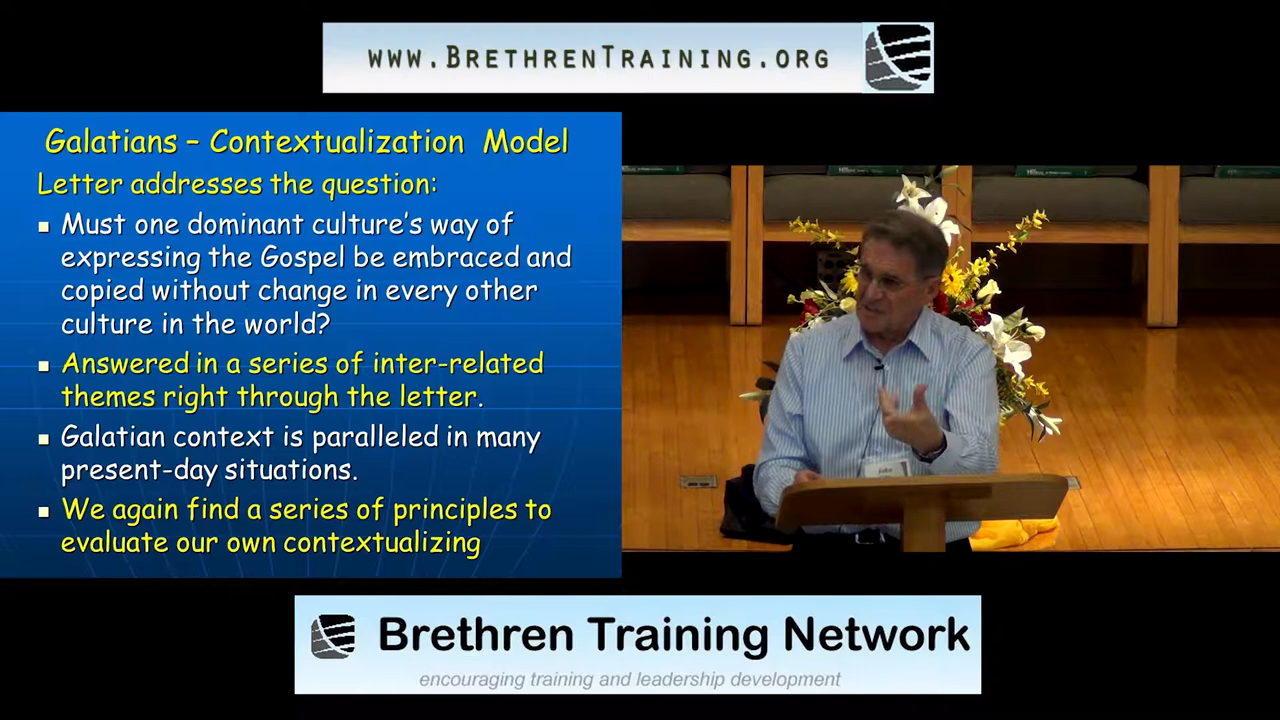 www.BrethrenTraining.org
Galatians – Contextualization Model
Letter addresses the question:
Must one dominant culture's way of
expressing the Gospel be embraced and
copied without change in every other
culture in the world?
Answered in a series of inter-related
themes right through the letter.
Galatian context is paralleled in many
present-day situations.
We again find a series of principles to
evaluate our own contextualizing
Brethren Training Network
encouraging training and leadership development